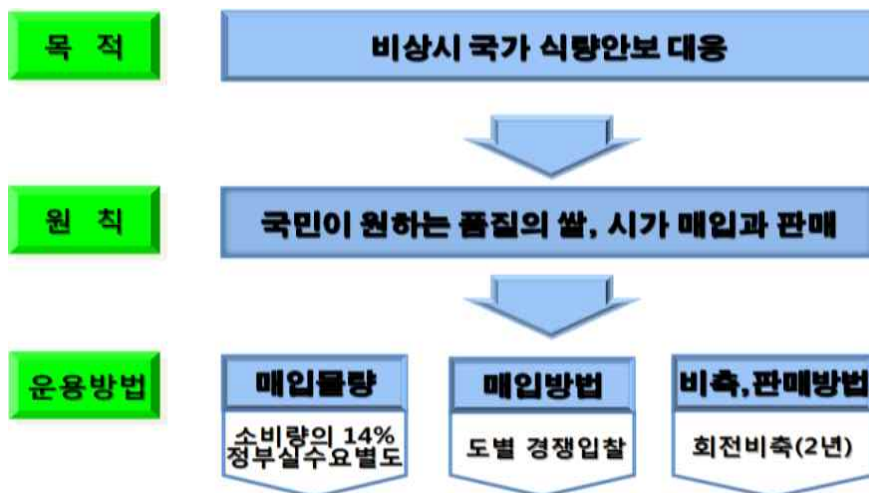 목 적
비상시 국가 식량안보 대응
원 칙
국민이 원하는 품질의 쌀, 시가 매입과 판매
운용방법
매입물량
소비량의 14%
정부실수요별도
매입방법
도별 경쟁입찰
비축,판매방법
회전비축(2년)